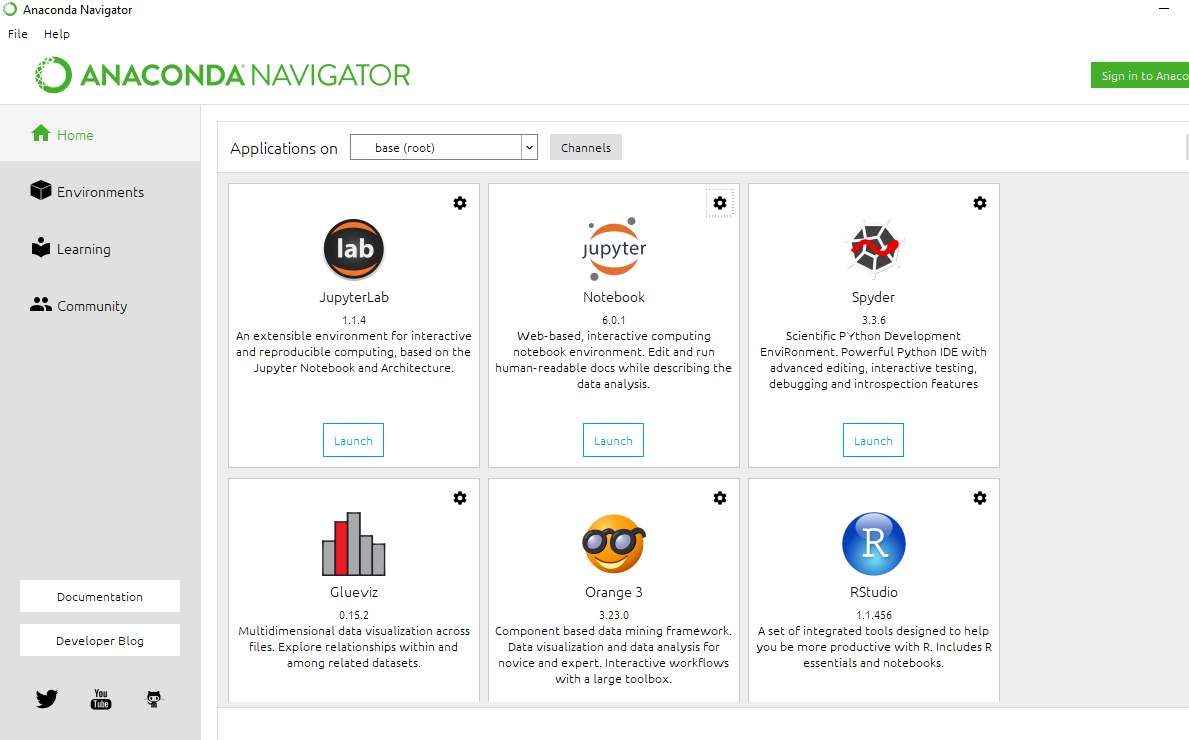 Anaconda Navigator
File Help
ANACONDA NAVIGATOR
Sign in to Anaco
Home
Applications on base (root) Channels
Environments
Learning
Community
lab
JupyterLab
1.1.4
An extensible environment for interactive
and reproducible computing, based on the
Jupyter Notebook and Architecture.
Launch
jupyter
Notebook
6.0.1
Web-based, interactive computing
notebook environment. Edit and run
human-readable docs while describing the
data analysis.
Launch
Spyder
3.3.6
Scientific PYthon Development
EnviRonment. Powerful Python IDE with
advanced editing, interactive testing,
debugging and introspection features
Launch
Glueviz
0.15.2
Multidimensional data visualization across
files. Explore relationships within and
among related datasets.
Orange 3
3.23.0
Component based data mining framework.
Data visualization and data analysis for
novice and expert. Interactive workflows
with a large toolbox.
R
RStudio
1.1.456
A set of integrated tools designed to help
you be more productive with R. Includes R
essentials and notebooks.
Documentation
Developer Blog
You
Tube